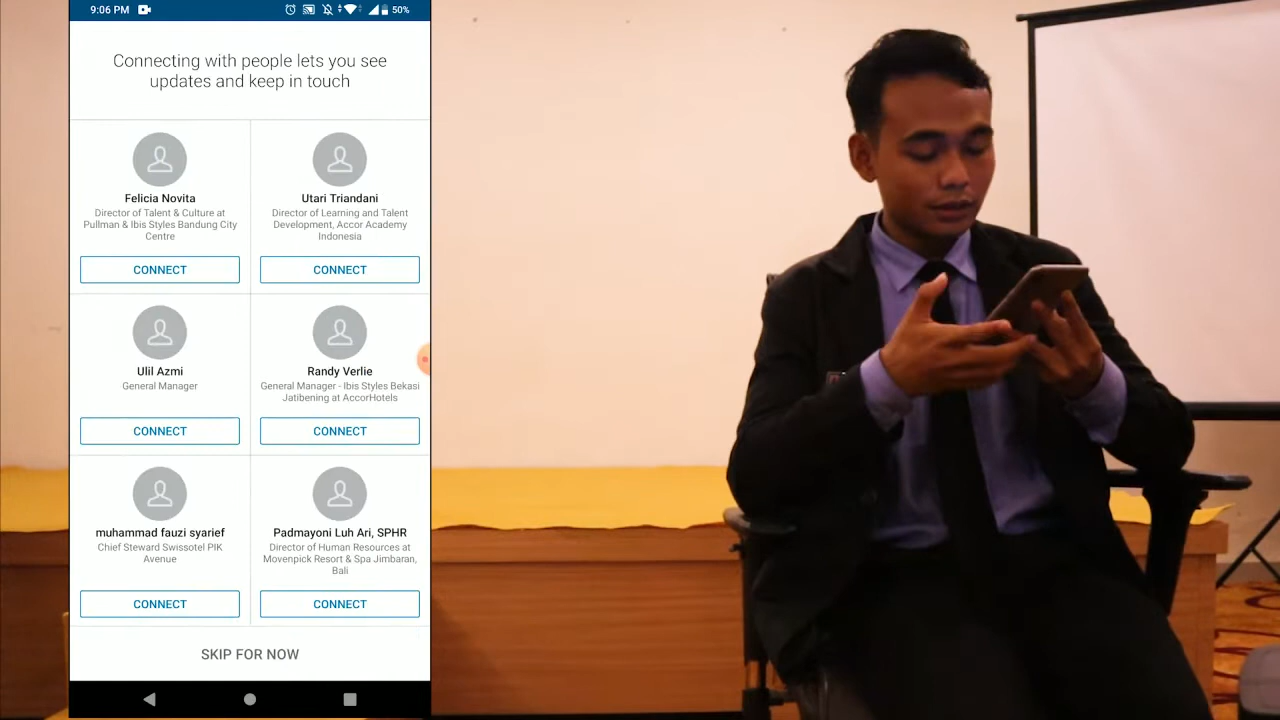 9:06 PM
50%
Connecting with people lets you see
updates and keep in touch
Felicia Novita
Director of Talent & Culture at
Pullman & Ibis Styles Bandung City
Centre
CONNECT
Utari Triandani
Director of Learning and Talent
Development, Accor Academy
Indonesia
CONNECT
Ulil Azmi
General Manager
CONNECT
Randy Verlie
General Manager - Ibis Styles Bekasi
Jatibening at AccorHotels
CONNECT
muhammad fauzi syarief
Chief Steward Swissotel PIK
Avenue
CONNECT
Padmayoni Luh Ari, SPHR
Director of Human Resources at
Movenpick Resort & Spa Jimbaran,
Bali
CONNECT
SKIP FOR NOW